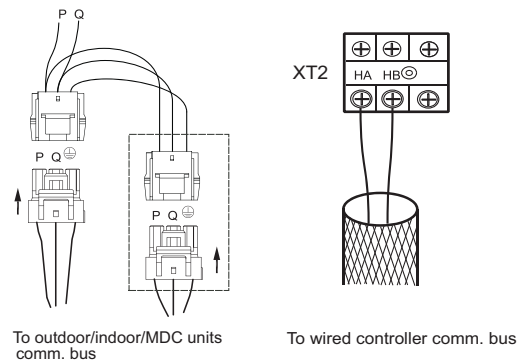 P Q
P Q
P Q
XT2
HA HB
To outdoor/indoor/MDC units
comm. bus
To wired controller comm. bus